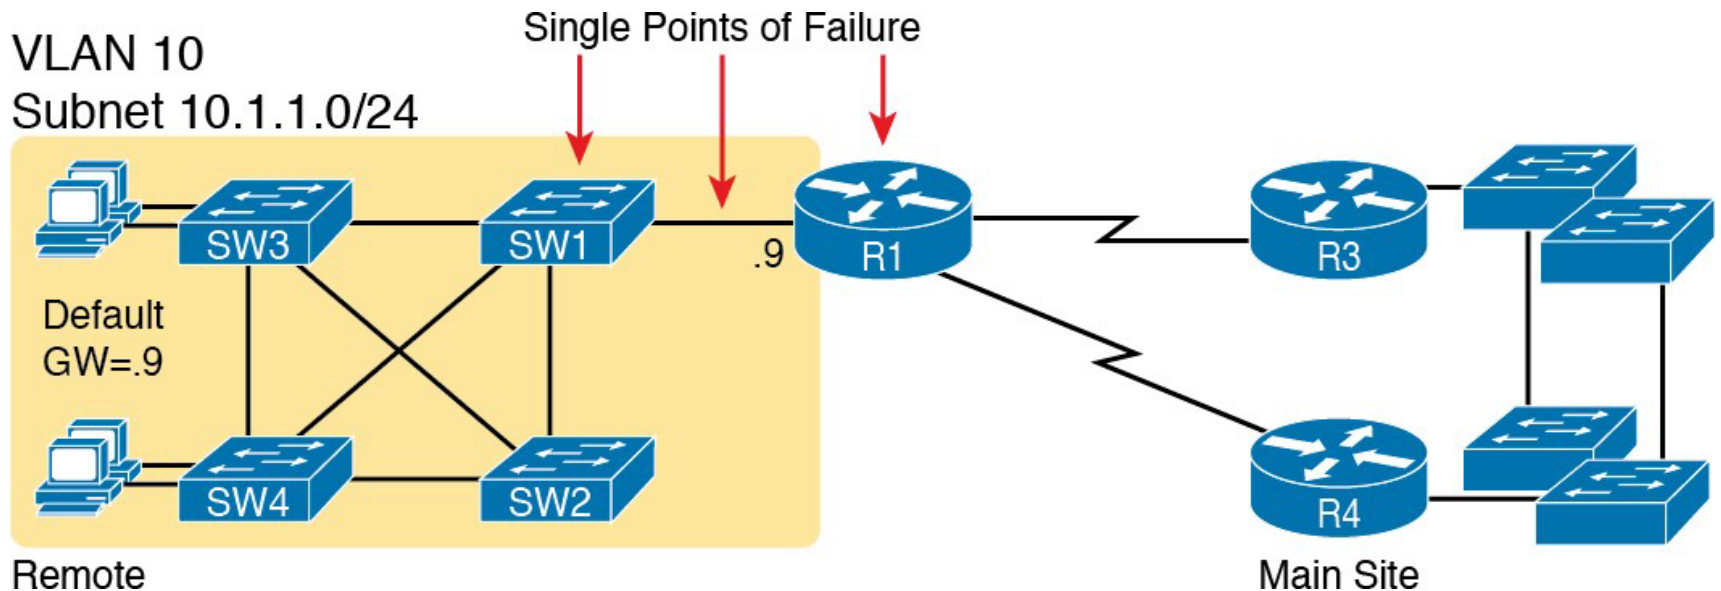 Single Points of Failure
VLAN 10
Subnet 10.1.1.0/24
SW3
SW1
.9
R1
R3
Default
GW=.9
SW4
SW2
R4
Remote
Main Site